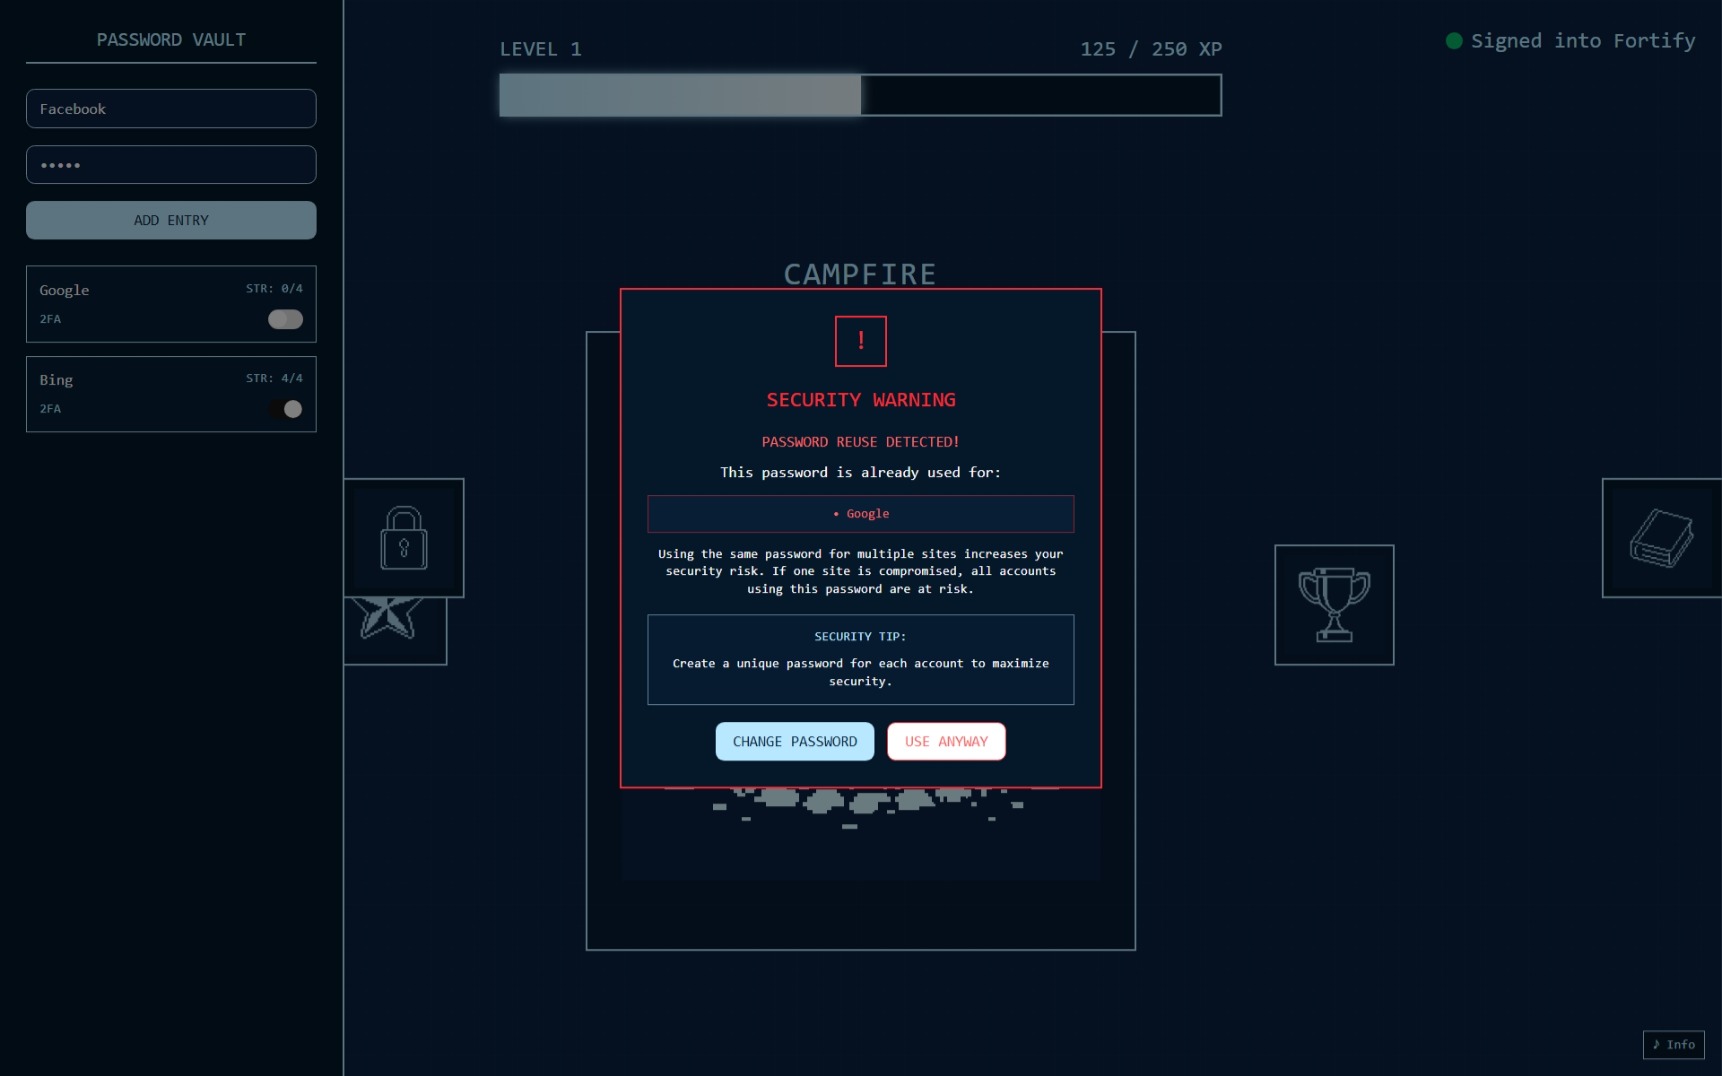 PASSWORD VAULT
Facebook
•••••
ADD ENTRY
Google STR: 0/4
2FA
Bing STR: 4/4
2FA
LEVEL 1 125 / 250 XP
Signed into Fortify
CAMPFIRE
!
SECURITY WARNING
PASSWORD REUSE DETECTED!
This password is already used for:
• Google
Using the same password for multiple sites increases your
security risk. If one site is compromised, all accounts
using this password are at risk.
SECURITY TIP:
Create a unique password for each account to maximize
security.
CHANGE PASSWORD USE ANYWAY
♪ Info